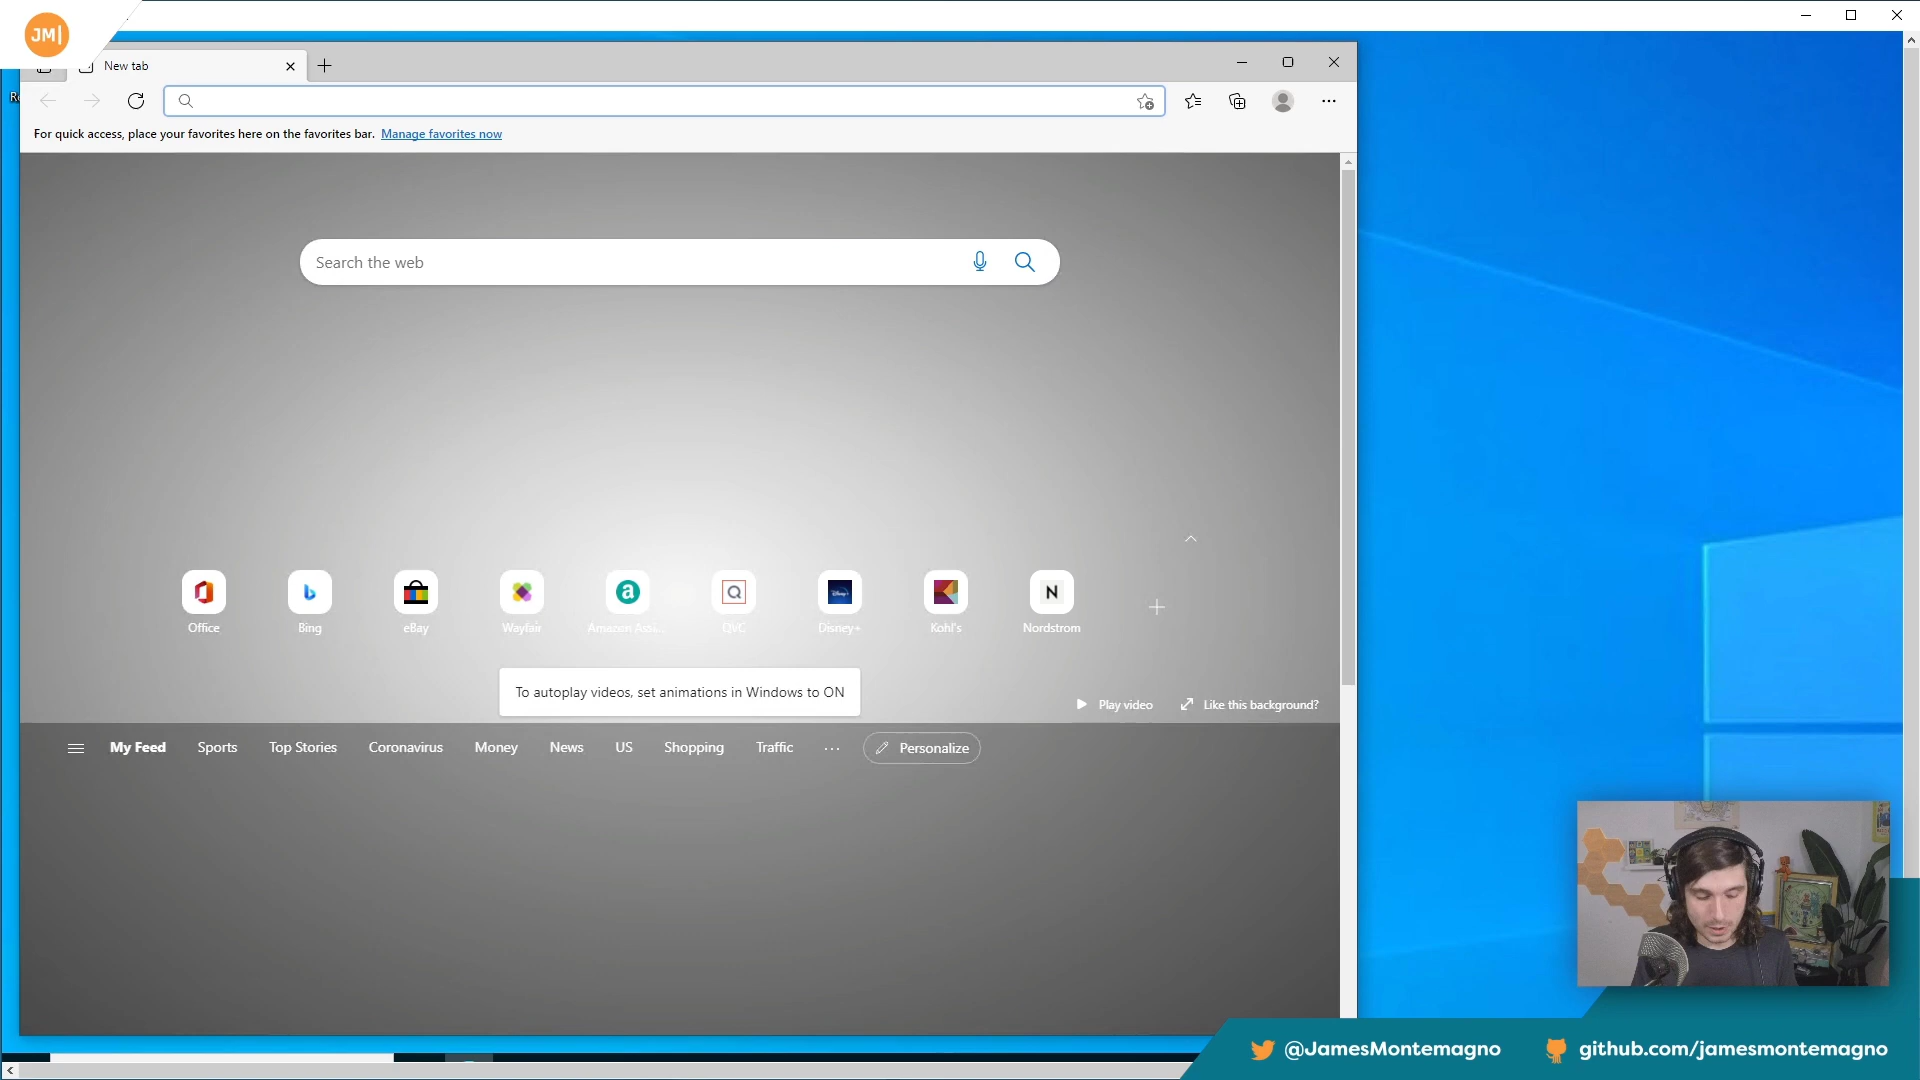 JM|
New tab
For quick access, place your favorites here on the favorites bar. Manage favorites now
Search the web
a
Q
Disney+
N
Office
Bing
eBay
Wayfair
Amazon Assi...
QVC
Disney+
Kohl's
Nordstrom
To autoplay videos, set animations in Windows to ON
Play video
Like this background?
My Feed
Sports
Top Stories
Coronavirus
Money
News
US
Shopping
Traffic
...
Personalize
@JamesMontemagno
github.com/jamesmontemagno